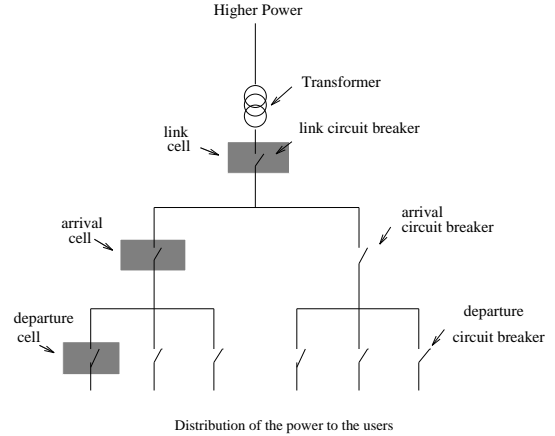 Higher Power
Transformer
link circuit breaker
link
cell
arrival
cell
arrival
circuit breaker
departure
cell
departure
circuit breaker
Distribution of the power to the users